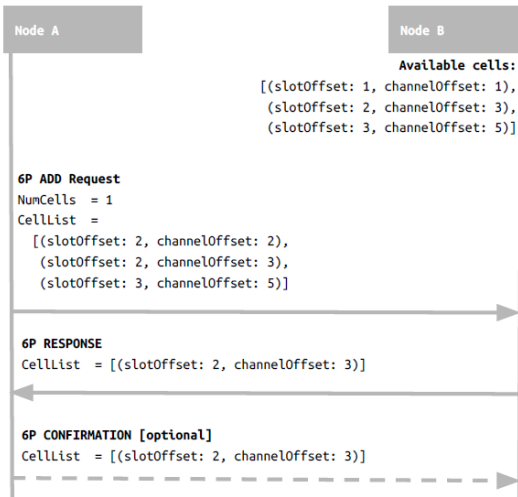 Node A
Node B
Available cells:
[(slotOffset: 1, channelOffset: 1),
(slotOffset: 2, channelOffset: 3),
(slotOffset: 3, channelOffset: 5)]
6P ADD Request
NumCells = 1
CellList =
[(slotOffset: 2, channelOffset: 2),
(slotOffset: 2, channelOffset: 3),
(slotOffset: 3, channelOffset: 5)]
6P RESPONSE
CellList = [(slotOffset: 2, channelOffset: 3)]
6P CONFIRMATION [optional]
CellList = [(slotOffset: 2, channelOffset: 3)]